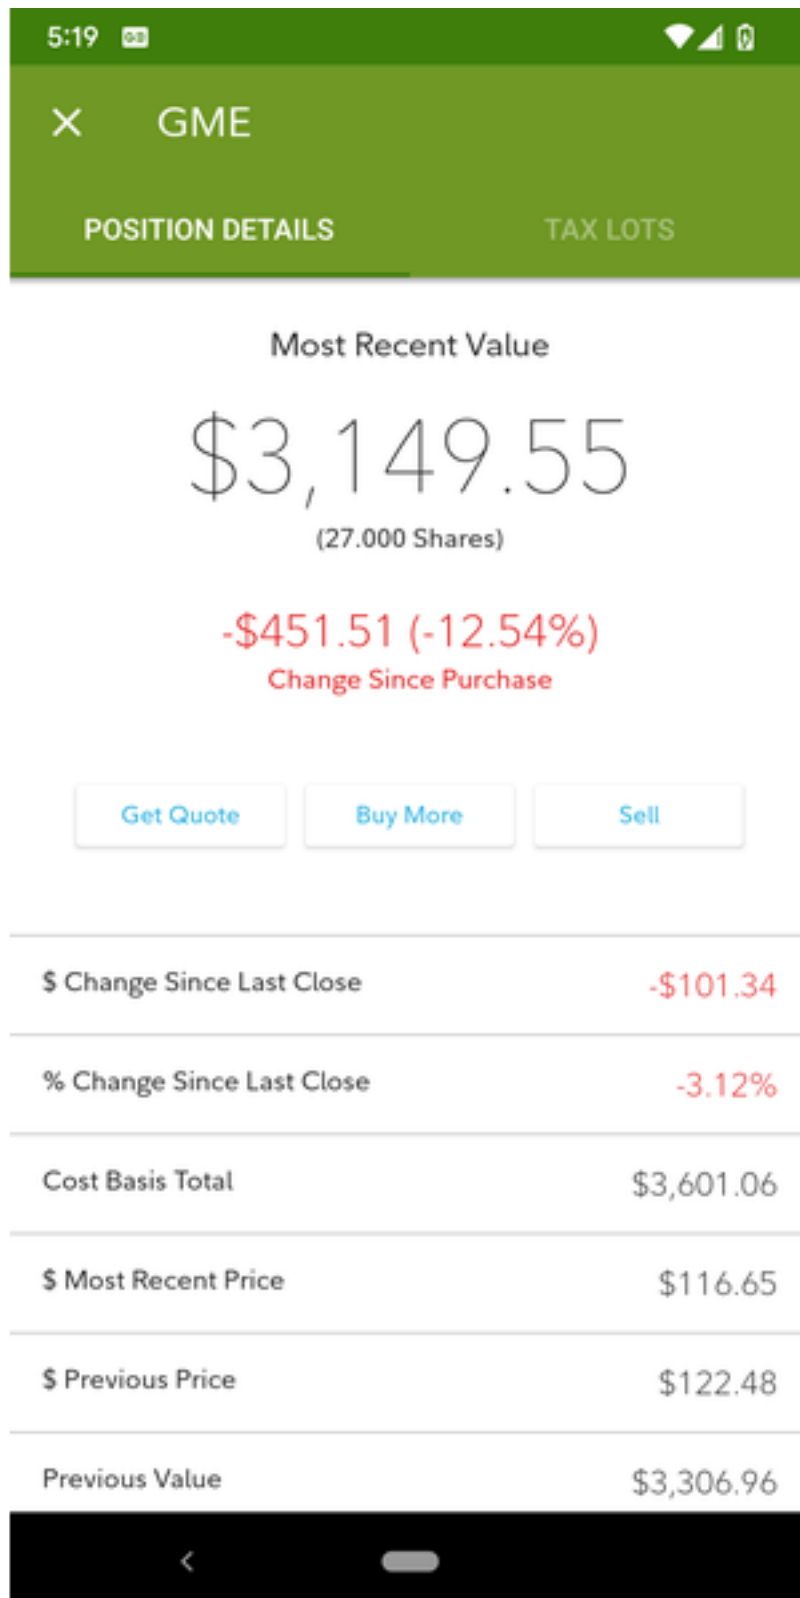 5:19
GME
POSITION DETAILS
TAX LOTS
Most Recent Value
$3,149.55
(27.000 Shares)
-$451.51 (-12.54%)
Change Since Purchase
Get Quote
Buy More
Sell
$ Change Since Last Close -$101.34
% Change Since Last Close -3.12%
Cost Basis Total $3,601.06
$ Most Recent Price $116.65
$ Previous Price $122.48
Previous Value $3,306.96